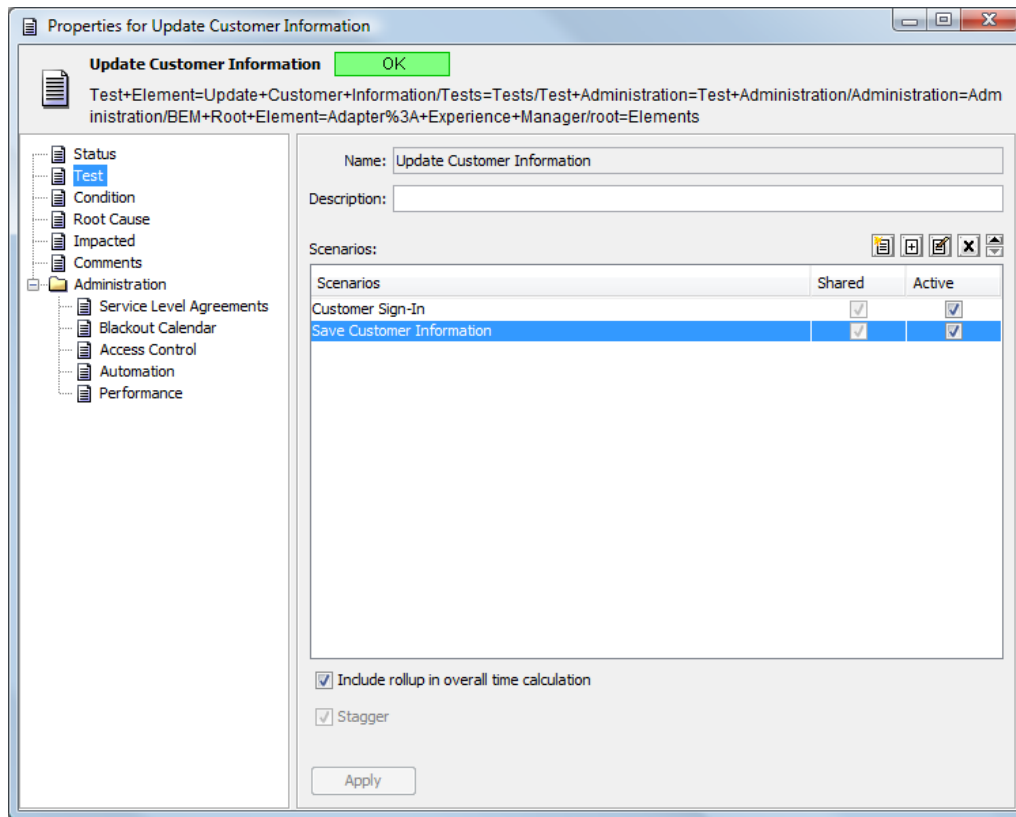 Properties for Update Customer Information
Update Customer Information OK
Test+Element=Update+Customer+Information/Tests=Tests/Test+Administration=Test+Administration/Administration=Adm
inistration/BEM+Root+Element=Adapter%3A+Experience+Manager/root=Elements
Status
Test
Condition
Root Cause
Impacted
Comments
Administration
Service Level Agreements
Blackout Calendar
Access Control
Automation
Performance
Name: Update Customer Information
Description:
Scenarios:
Scenarios Shared Active
Customer Sign-In
Save Customer Information
Include rollup in overall time calculation
Stagger
Apply